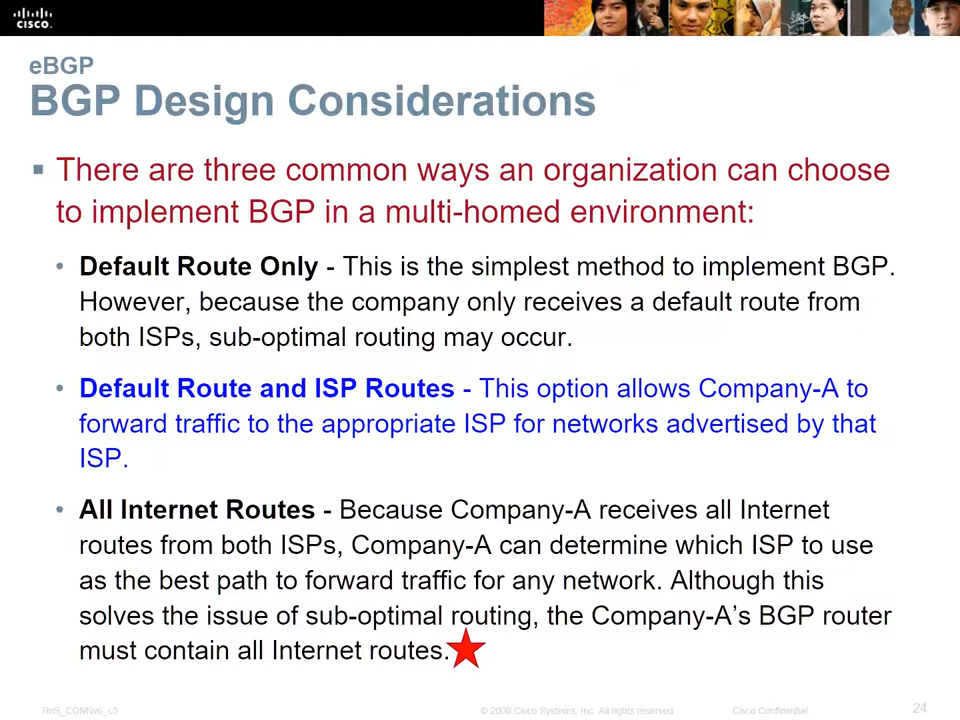 CISCO
eBGP
BGP Design Considerations
There are three common ways an organization can choose
to implement BGP in a multi-homed environment:
Default Route Only - This is the simplest method to implement BGP.
However, because the company only receives a default route from
both ISPs, sub-optimal routing may occur.
Default Route and ISP Routes - This option allows Company-A to
forward traffic to the appropriate ISP for networks advertised by that
ISP.
All Internet Routes - Because Company-A receives all Internet
routes from both ISPs, Company-A can determine which ISP to use
as the best path to forward traffic for any network. Although this
solves the issue of sub-optimal routing, the Company-A’s BGP router
must contain all Internet routes.
RnS_CONNv6_c3
© 2008 Cisco Systems, Inc. All rights reserved.
Cisco Confidential
24